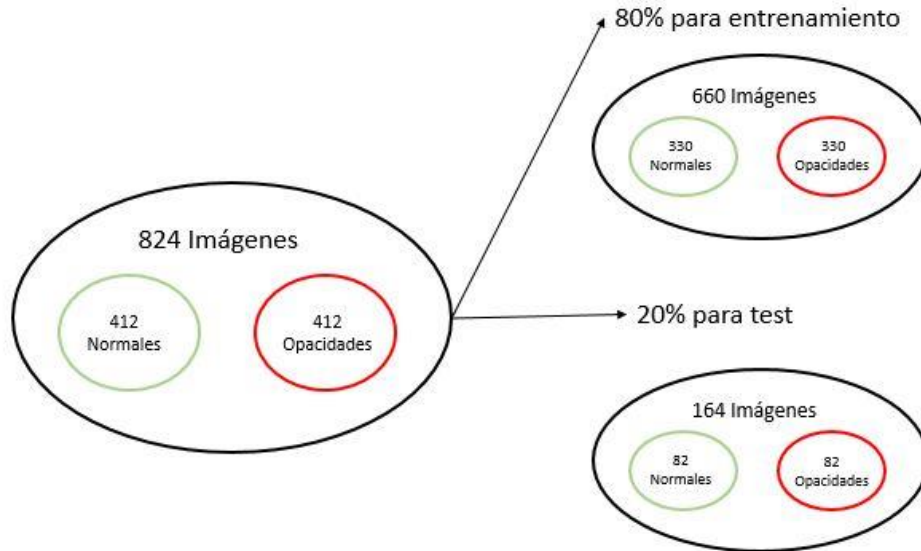 80% para entrenamiento
660 Imágenes
330
Normales
330
Opacidades
824 Imágenes
412
Normales
412
Opacidades
20% para test
164 Imágenes
82
Normales
82
Opacidades